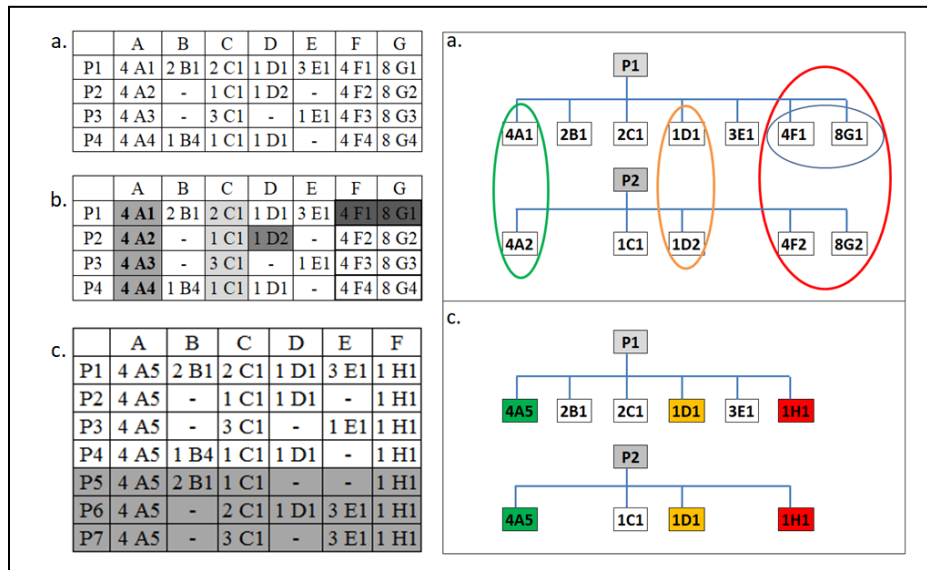 a.
A B C D E F G
P1 4 A1 2 B1 2 C1 1 D1 3 E1 4 F1 8 G1
P2 4 A2 - 1 C1 1 D2 - 4 F2 8 G2
P3 4 A3 - 3 C1 - 1 E1 4 F3 8 G3
P4 4 A4 1 B4 1 C1 1 D1 - 4 F4 8 G4
b.
A B C D E F G
P1 4 A1 2 B1 2 C1 1 D1 3 E1 4 F1 8 G1
P2 4 A2 - 1 C1 1 D2 - 4 F2 8 G2
P3 4 A3 - 3 C1 - 1 E1 4 F3 8 G3
P4 4 A4 1 B4 1 C1 1 D1 - 4 F4 8 G4
c.
A B C D E F
P1 4 A5 2 B1 2 C1 1 D1 3 E1 1 H1
P2 4 A5 - 1 C1 1 D1 - 1 H1
P3 4 A5 - 3 C1 - 1 E1 1 H1
P4 4 A5 1 B4 1 C1 1 D1 - 1 H1
P5 4 A5 2 B1 1 C1 - - 1 H1
P6 4 A5 - 2 C1 1 D1 3 E1 1 H1
P7 4 A5 - 3 C1 - 3 E1 1 H1
a.
P1
4A1 2B1 2C1 1D1 3E1 4F1 8G1
P2
4A2 1C1 1D2 4F2 8G2
c.
P1
4A5 2B1 2C1 1D1 3E1 1H1
P2
4A5 1C1 1D1 1H1